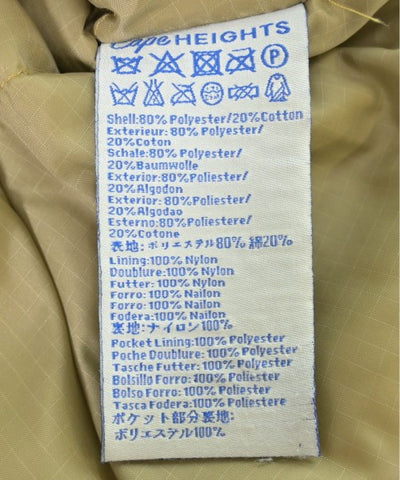 Cape HEIGHTS
P
Shell:80% Polyester/20%Cotton
Exterieur:80% Polyester/
20%Coton
Schale:80% Polyester/
20%Baumwolle
Exterior:80% Polyester/
20%Algodon
Exterior:80% Poliester/
20%Algodao
Esterno:80% Poliestere/
20%Cotone
表地:ポリエステル80% 綿20%
Lining:100% Nylon
Doublure:100% Nylon
Futter:100% Nylon
Forro:100% Nailon
Forro:100% Nailon
Fodera:100% Nailon
裏地:ナイロン100%
Pocket Lining:100% Polyester
Poche Doublure:100% Polyester
Tasche Futter:100% Polyester
Bolsillo Forro:100% Poliester
Bolso Forro:100% Poliester
Tasca Fodera:100% Poliestere
ポケット部分裏地:
ポリエステル100%